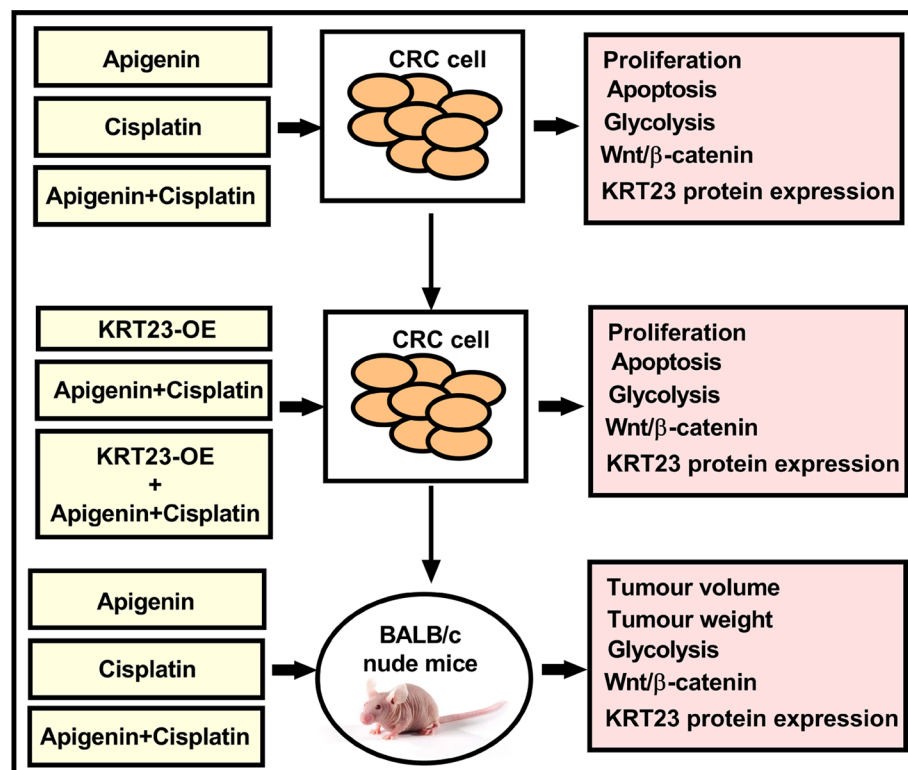 Apigenin
Cisplatin
Apigenin+Cisplatin
CRC cell
Proliferation
Apoptosis
Glycolysis
Wnt/β-catenin
KRT23 protein expression
KRT23-OE
Apigenin+Cisplatin
KRT23-OE
+
Apigenin+Cisplatin
CRC cell
Proliferation
Apoptosis
Glycolysis
Wnt/β-catenin
KRT23 protein expression
Apigenin
Cisplatin
Apigenin+Cisplatin
BALB/c
nude mice
Tumour volume
Tumour weight
Glycolysis
Wnt/β-catenin
KRT23 protein expression